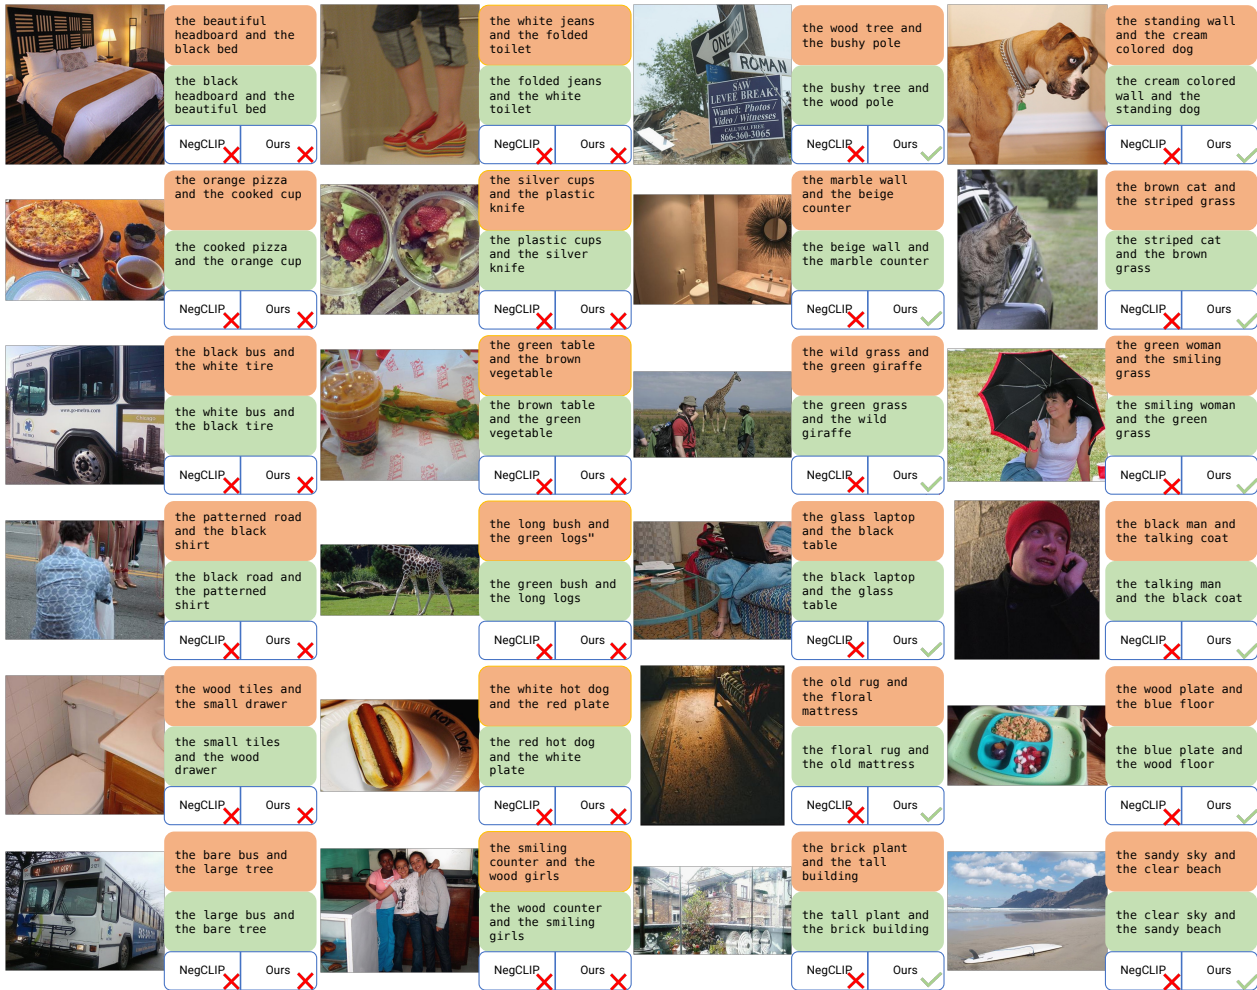 the beautiful
headboard and the
black bed
the black
headboard and the
beautiful bed
NegCLIP
Ours
the white jeans
and the folded
toilet
the folded jeans
and the white
toilet
NegCLIP
Ours
ONE WAY
ROMAN
SAW
LEVEE BREAK?
Wanted: Photos /
Video / Witnesses
CALL TOLL FREE
866-360-3065
the wood tree and
the bushy pole
the bushy tree and
the wood pole
NegCLIP
Ours
the standing wall
and the cream
colored dog
the cream colored
wall and the
standing dog
NegCLIP
Ours
the orange pizza
and the cooked cup
the cooked pizza
and the orange cup
NegCLIP
Ours
the silver cups
and the plastic
knife
the plastic cups
and the silver
knife
NegCLIP
Ours
the marble wall
and the beige
counter
the beige wall and
the marble counter
NegCLIP
Ours
the brown cat and
the striped grass
the striped cat
and the brown
grass
NegCLIP
Ours
www.go-metro.com
the black bus and
the white tire
the white bus and
the black tire
NegCLIP
Ours
the green table
and the brown
vegetable
the brown table
and the green
vegetable
NegCLIP
Ours
the wild grass and
the green giraffe
the green grass
and the wild
giraffe
NegCLIP
Ours
the green woman
and the smiling
grass
the smiling woman
and the green
grass
NegCLIP
Ours
the patterned road
and the black
shirt
the black road and
the patterned
shirt
NegCLIP
Ours
the long bush and
the green logs"
the green bush and
the long logs
NegCLIP
Ours
the glass laptop
and the black
table
the black laptop
and the glass
table
NegCLIP
Ours
the black man and
the talking coat
the talking man
and the black coat
NegCLIP
Ours
the wood tiles and
the small drawer
the small tiles
and the wood
drawer
NegCLIP
Ours
HOT DOG
the white hot dog
and the red plate
the red hot dog
and the white
plate
NegCLIP
Ours
the old rug and
the floral
mattress
the floral rug and
the old mattress
NegCLIP
Ours
the wood plate and
the blue floor
the blue plate and
the wood floor
NegCLIP
Ours
the bare bus and
the large tree
the large bus and
the bare tree
NegCLIP
Ours
the smiling
counter and the
wood girls
the wood counter
and the smiling
girls
NegCLIP
Ours
the brick plant
and the tall
building
the tall plant and
the brick building
NegCLIP
Ours
the sandy sky and
the clear beach
the clear sky and
the sandy beach
NegCLIP
Ours